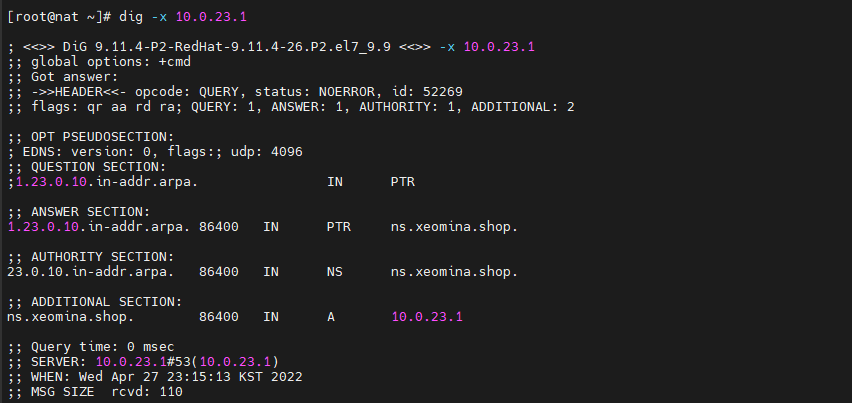 [root@nat ~]# dig -x 10.0.23.1
; <<>> DiG 9.11.4-P2-RedHat-9.11.4-26.P2.el7_9.9 <<>> -x 10.0.23.1
;; global options: +cmd
;; Got answer:
;; ->>HEADER<<- opcode: QUERY, status: NOERROR, id: 52269
;; flags: qr aa rd ra; QUERY: 1, ANSWER: 1, AUTHORITY: 1, ADDITIONAL: 2
;; OPT PSEUDOSECTION:
; EDNS: version: 0, flags:; udp: 4096
;; QUESTION SECTION:
;1.23.0.10.in-addr.arpa. IN PTR
;; ANSWER SECTION:
1.23.0.10.in-addr.arpa. 86400 IN PTR ns.xeomina.shop.
;; AUTHORITY SECTION:
23.0.10.in-addr.arpa. 86400 IN NS ns.xeomina.shop.
;; ADDITIONAL SECTION:
ns.xeomina.shop. 86400 IN A 10.0.23.1
;; Query time: 0 msec
;; SERVER: 10.0.23.1#53(10.0.23.1)
;; WHEN: Wed Apr 27 23:15:13 KST 2022
;; MSG SIZE rcvd: 110